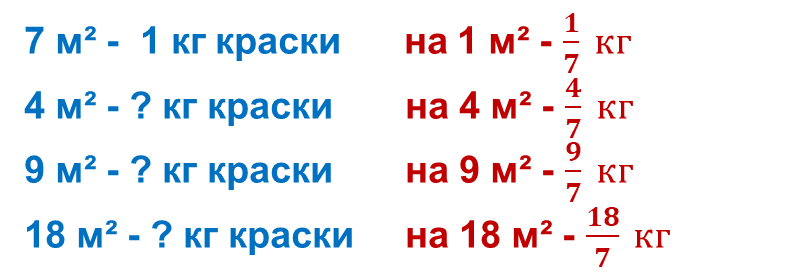 7 м² - 1 кг краски на 1 м² - 1/7 кг
4 м² - ? кг краски на 4 м² - 4/7 кг
9 м² - ? кг краски на 9 м² - 9/7 кг
18 м² - ? кг краски на 18 м² - 18/7 кг